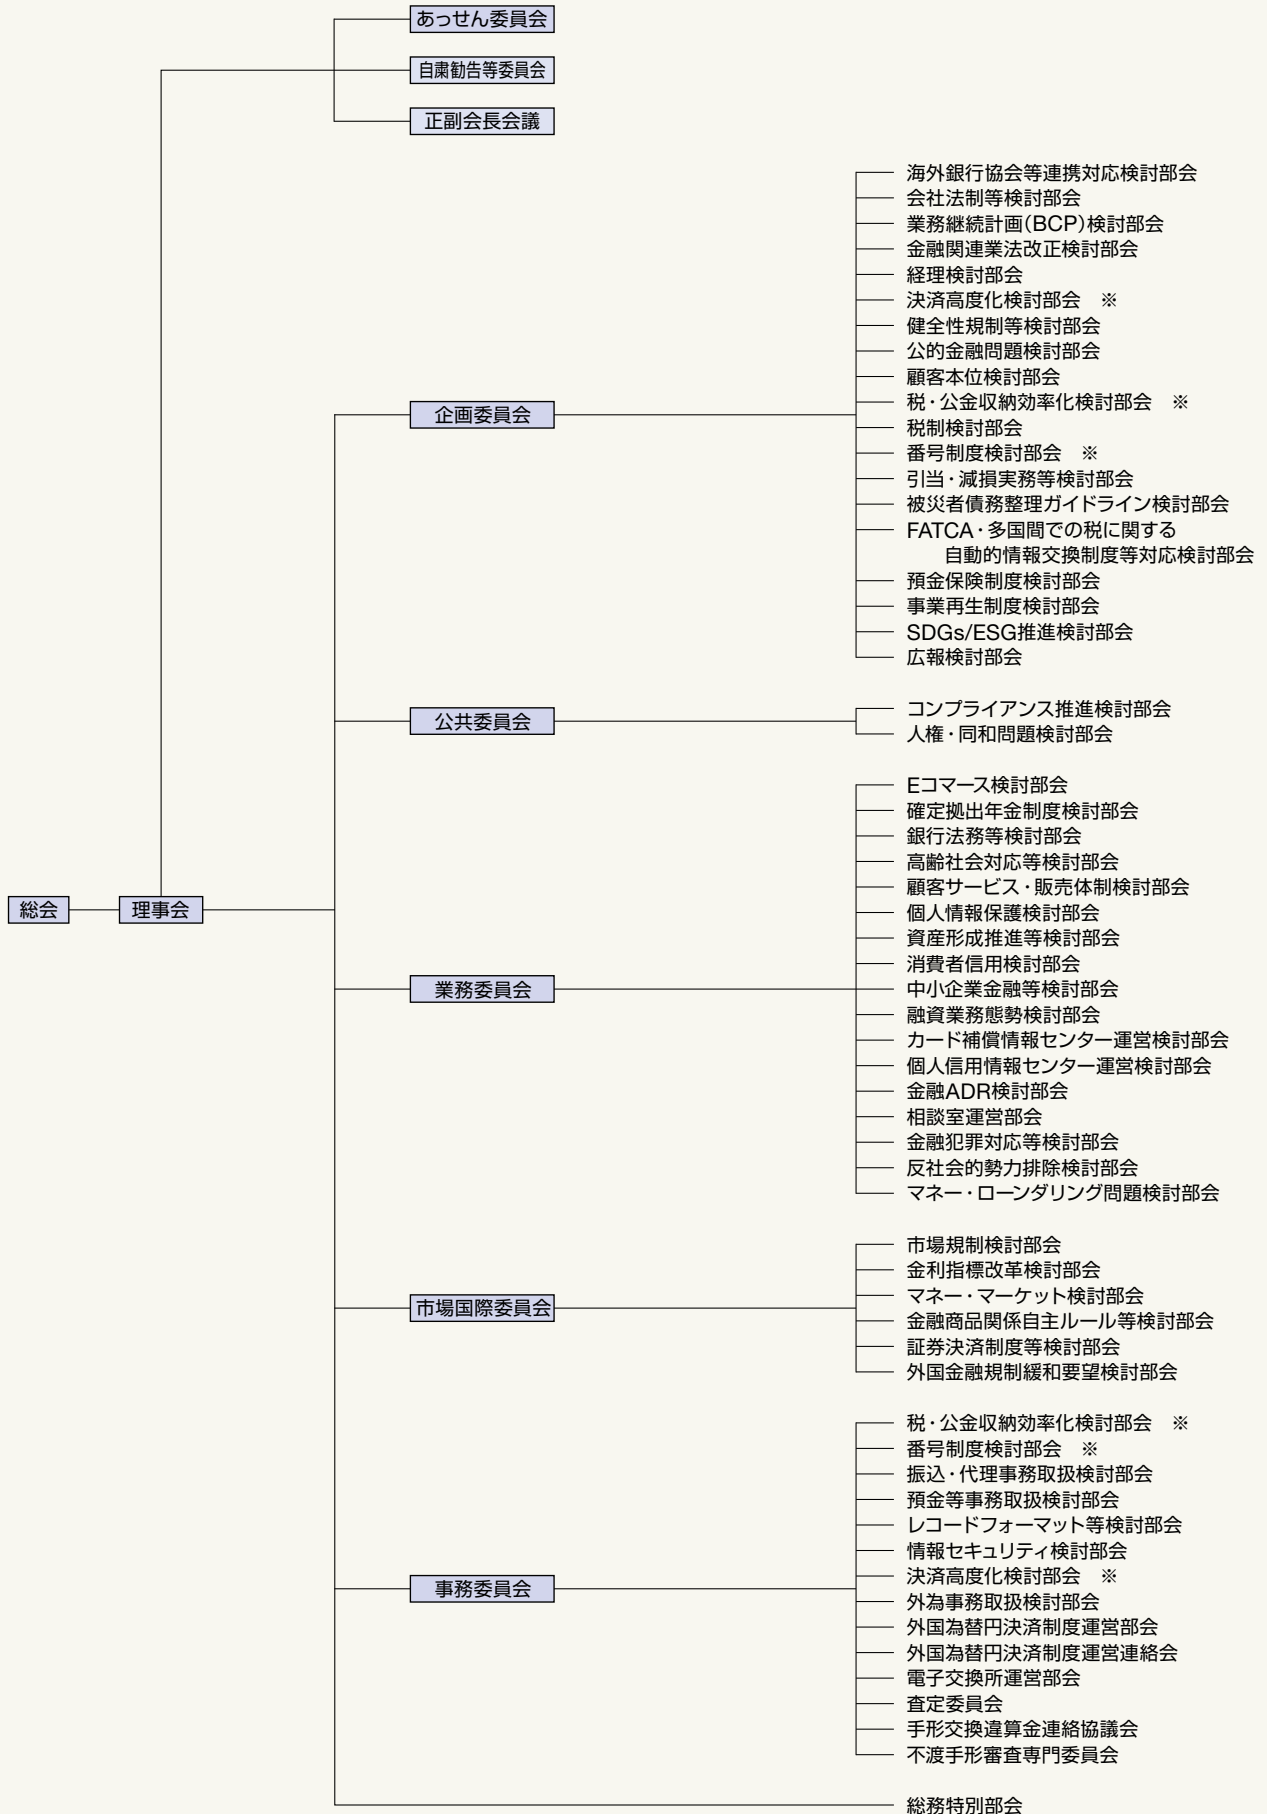 あっせん委員会
自粛勧告等委員会
正副会長会議
海外銀行協会等連携対応検討部会
会社法制等検討部会
業務継続計画(BCP)検討部会
金融関連業法改正検討部会
経理検討部会
決済高度化検討部会　※
健全性規制等検討部会
公的金融問題検討部会
顧客本位検討部会
企画委員会
税・公金収納効率化検討部会　※
税制検討部会
番号制度検討部会　※
引当・減損実務等検討部会
被災者債務整理ガイドライン検討部会
FATCA・多国間での税に関する
自動的情報交換制度等対応検討部会
預金保険制度検討部会
事業再生制度検討部会
SDGs/ESG推進検討部会
広報検討部会
公共委員会
コンプライアンス推進検討部会
人権・同和問題検討部会
Eコマース検討部会
確定拠出年金制度検討部会
銀行法務等検討部会
高齢社会対応等検討部会
顧客サービス・販売体制検討部会
総会
理事会
個人情報保護検討部会
資産形成推進等検討部会
消費者信用検討部会
業務委員会
中小企業金融等検討部会
融資業務態勢検討部会
カード補償情報センター運営検討部会
個人信用情報センター運営検討部会
金融ADR検討部会
相談室運営部会
金融犯罪対応等検討部会
反社会的勢力排除検討部会
マネー・ローンダリング問題検討部会
市場規制検討部会
金利指標改革検討部会
マネー・マーケット検討部会
市場国際委員会
金融商品関係自主ルール等検討部会
証券決済制度等検討部会
外国金融規制緩和要望検討部会
税・公金収納効率化検討部会　※
番号制度検討部会　※
振込・代理事務取扱検討部会
預金等事務取扱検討部会
レコードフォーマット等検討部会
情報セキュリティ検討部会
決済高度化検討部会　※
事務委員会
外為事務取扱検討部会
外国為替円決済制度運営部会
外国為替円決済制度運営連絡会
電子交換所運営部会
査定委員会
手形交換違算金連絡協議会
不渡手形審査専門委員会
総務特別部会